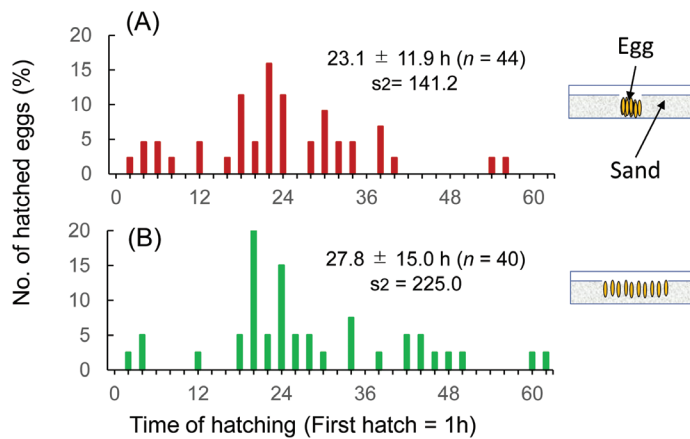 (A)
23.1 ± 11.9 h (n = 44)
s2= 141.2
Egg
Sand
No. of hatched eggs (%)
20
15
10
5
0
0 12 24 36 48 60
(B)
27.8 ± 15.0 h (n = 40)
s2 = 225.0
20
15
10
5
0
0 12 24 36 48 60
Time of hatching (First hatch = 1h)